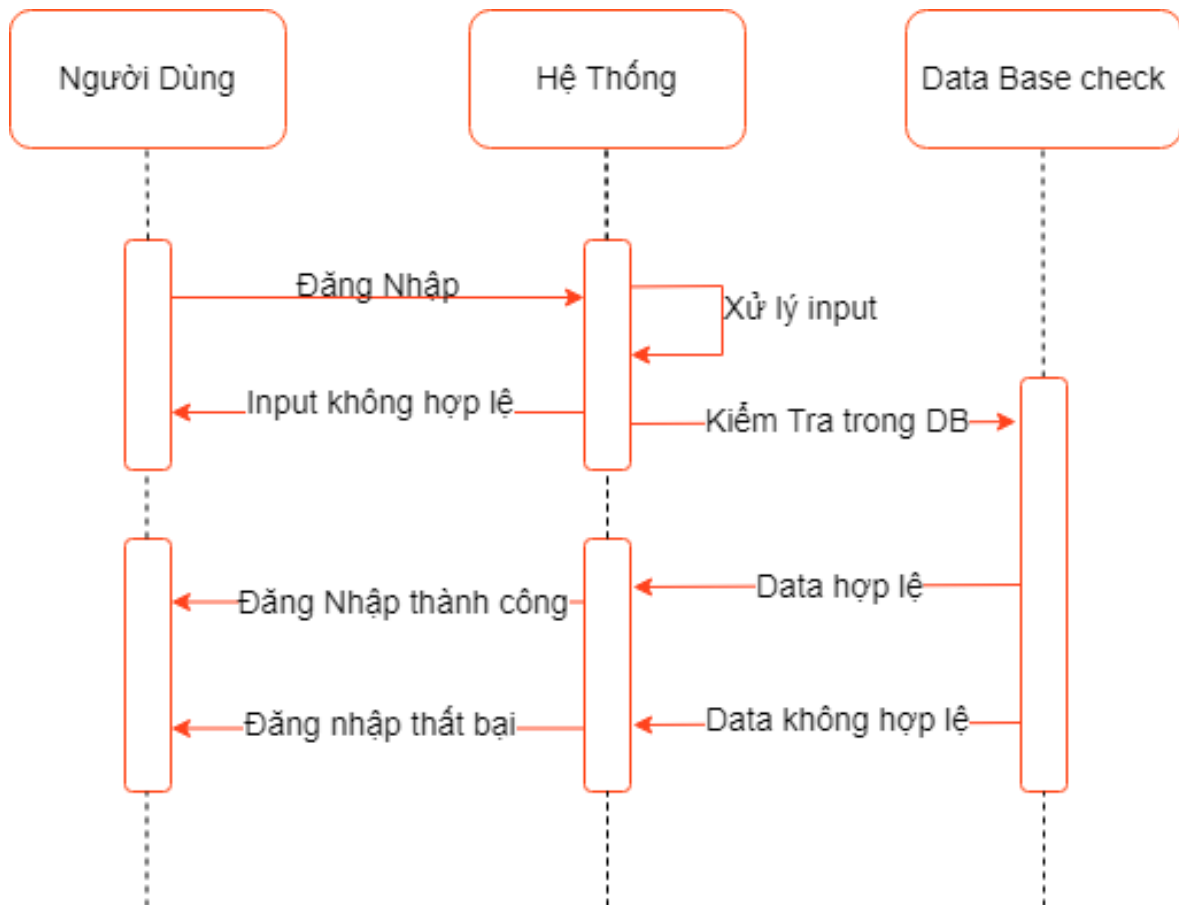 Người Dùng
Hệ Thống
Data Base check
Đăng Nhập
Xử lý input
Input không hợp lệ
Kiểm Tra trong DB
Data hợp lệ
Đăng Nhập thành công
Data không hợp lệ
Đăng nhập thất bại